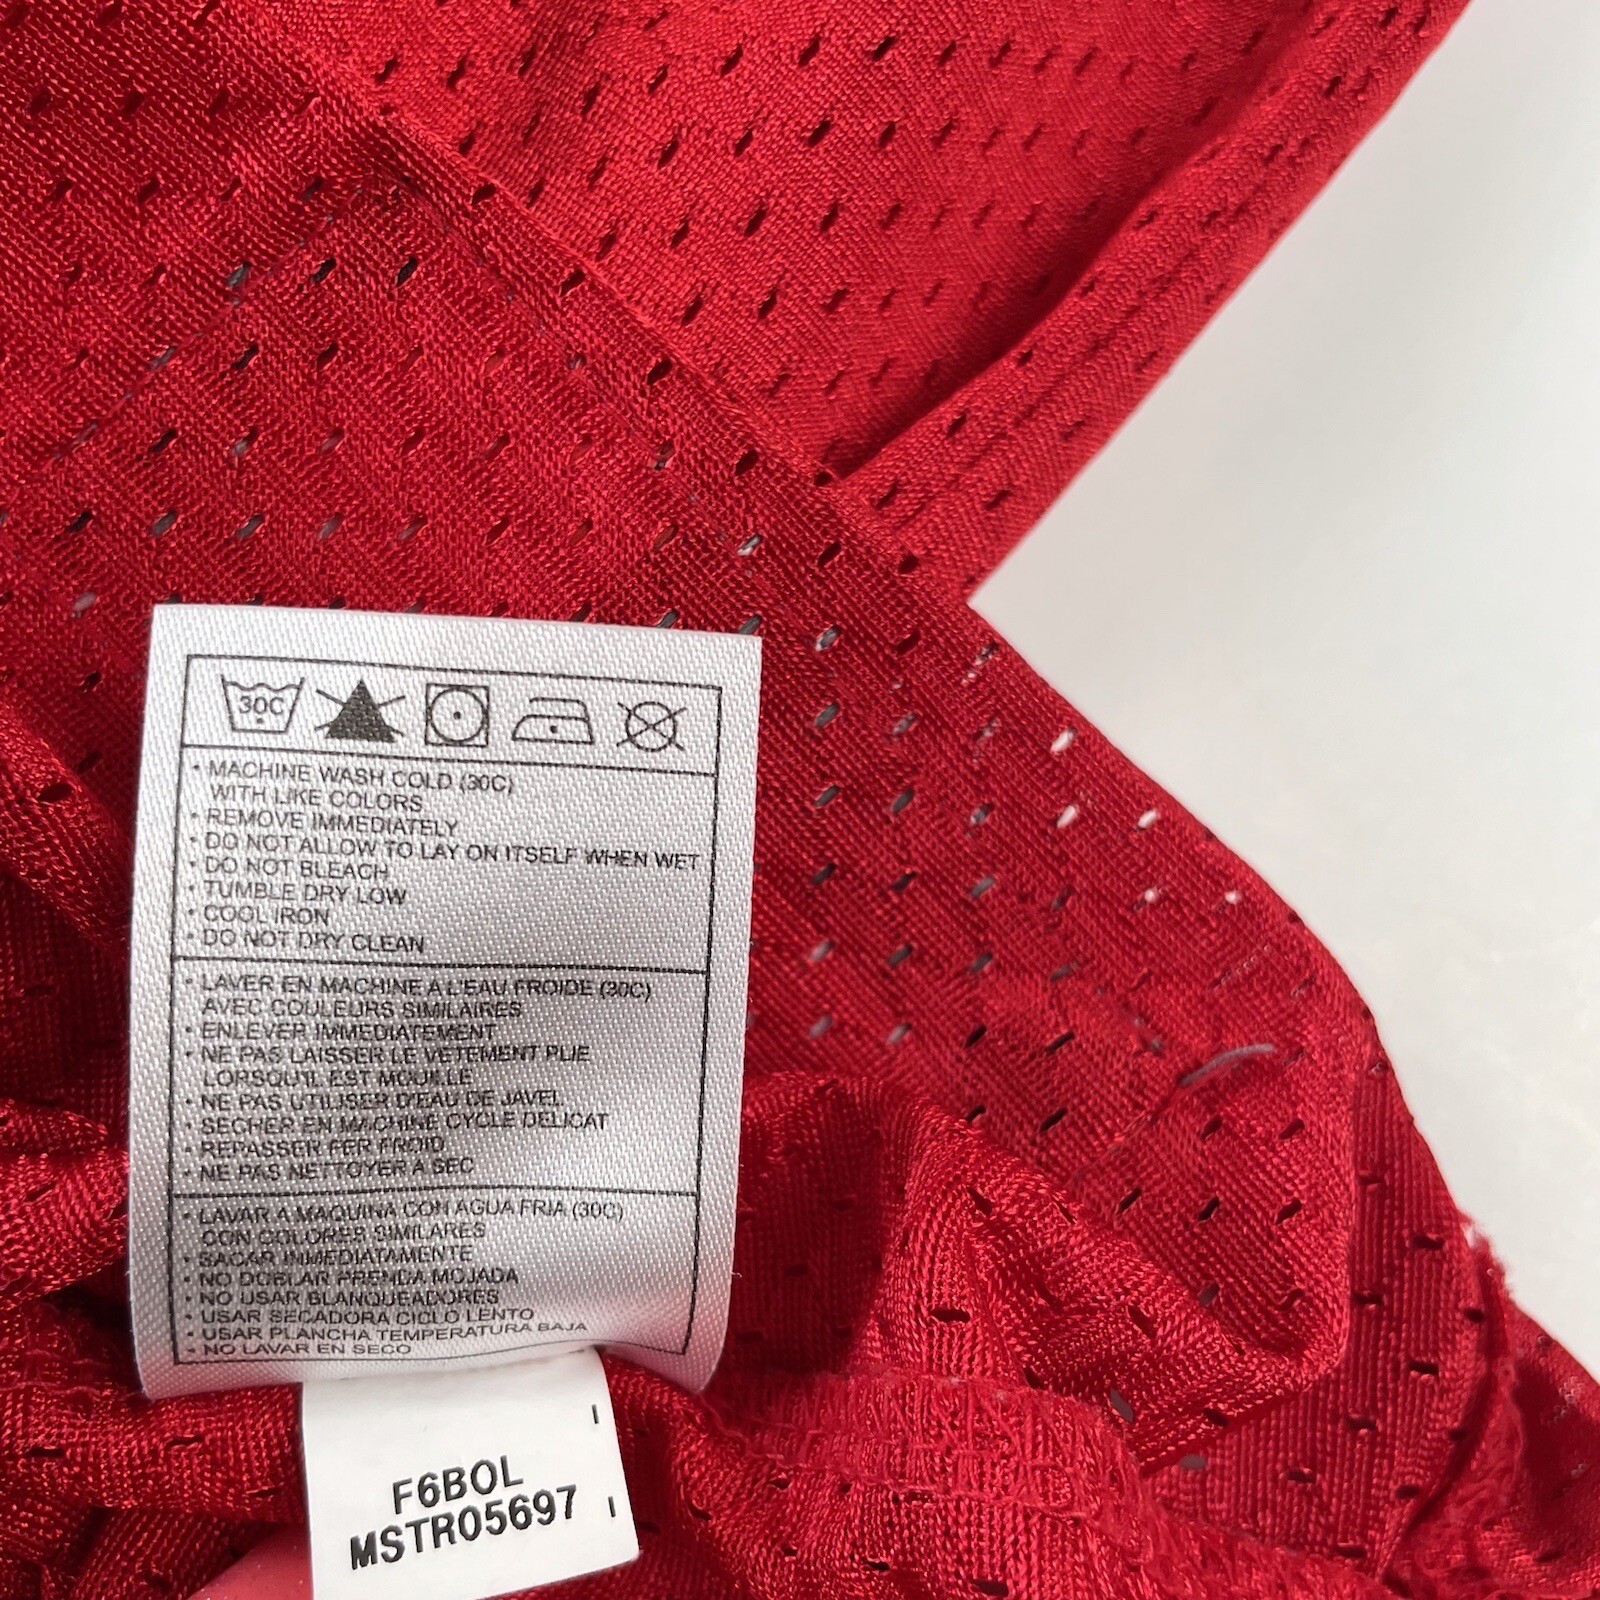 30C
• MACHINE WASH COLD (30C)
WITH LIKE COLORS
• REMOVE IMMEDIATELY
• DO NOT ALLOW TO LAY ON ITSELF WHEN WET
• DO NOT BLEACH
• TUMBLE DRY LOW
• COOL IRON
• DO NOT DRY CLEAN
• LAVER EN MACHINE A L'EAU FROIDE (30C)
AVEC COULEURS SIMILAIRES
• ENLEVER IMMEDIATEMENT
• NE PAS LAISSER LE VETEMENT PLIE
LORSQU'IL EST MOUILLE
• NE PAS UTILISER D'EAU DE JAVEL
• SECHER EN MACHINE CYCLE DELICAT
• REPASSER FER FROID
• NE PAS NETTOYER A SEC
• LAVAR A MAQUINA CON AGUA FRIA (30C)
CON COLORES SIMILARES
• SACAR INMEDIATAMENTE
• NO DOBLAR PRENDA MOJADA
• NO USAR BLANQUEADORES
• USAR SECADORA CICLO LENTO
• USAR PLANCHA TEMPERATURA BAJA
• NO LAVAR EN SECO
F6BOL
MSTR05697